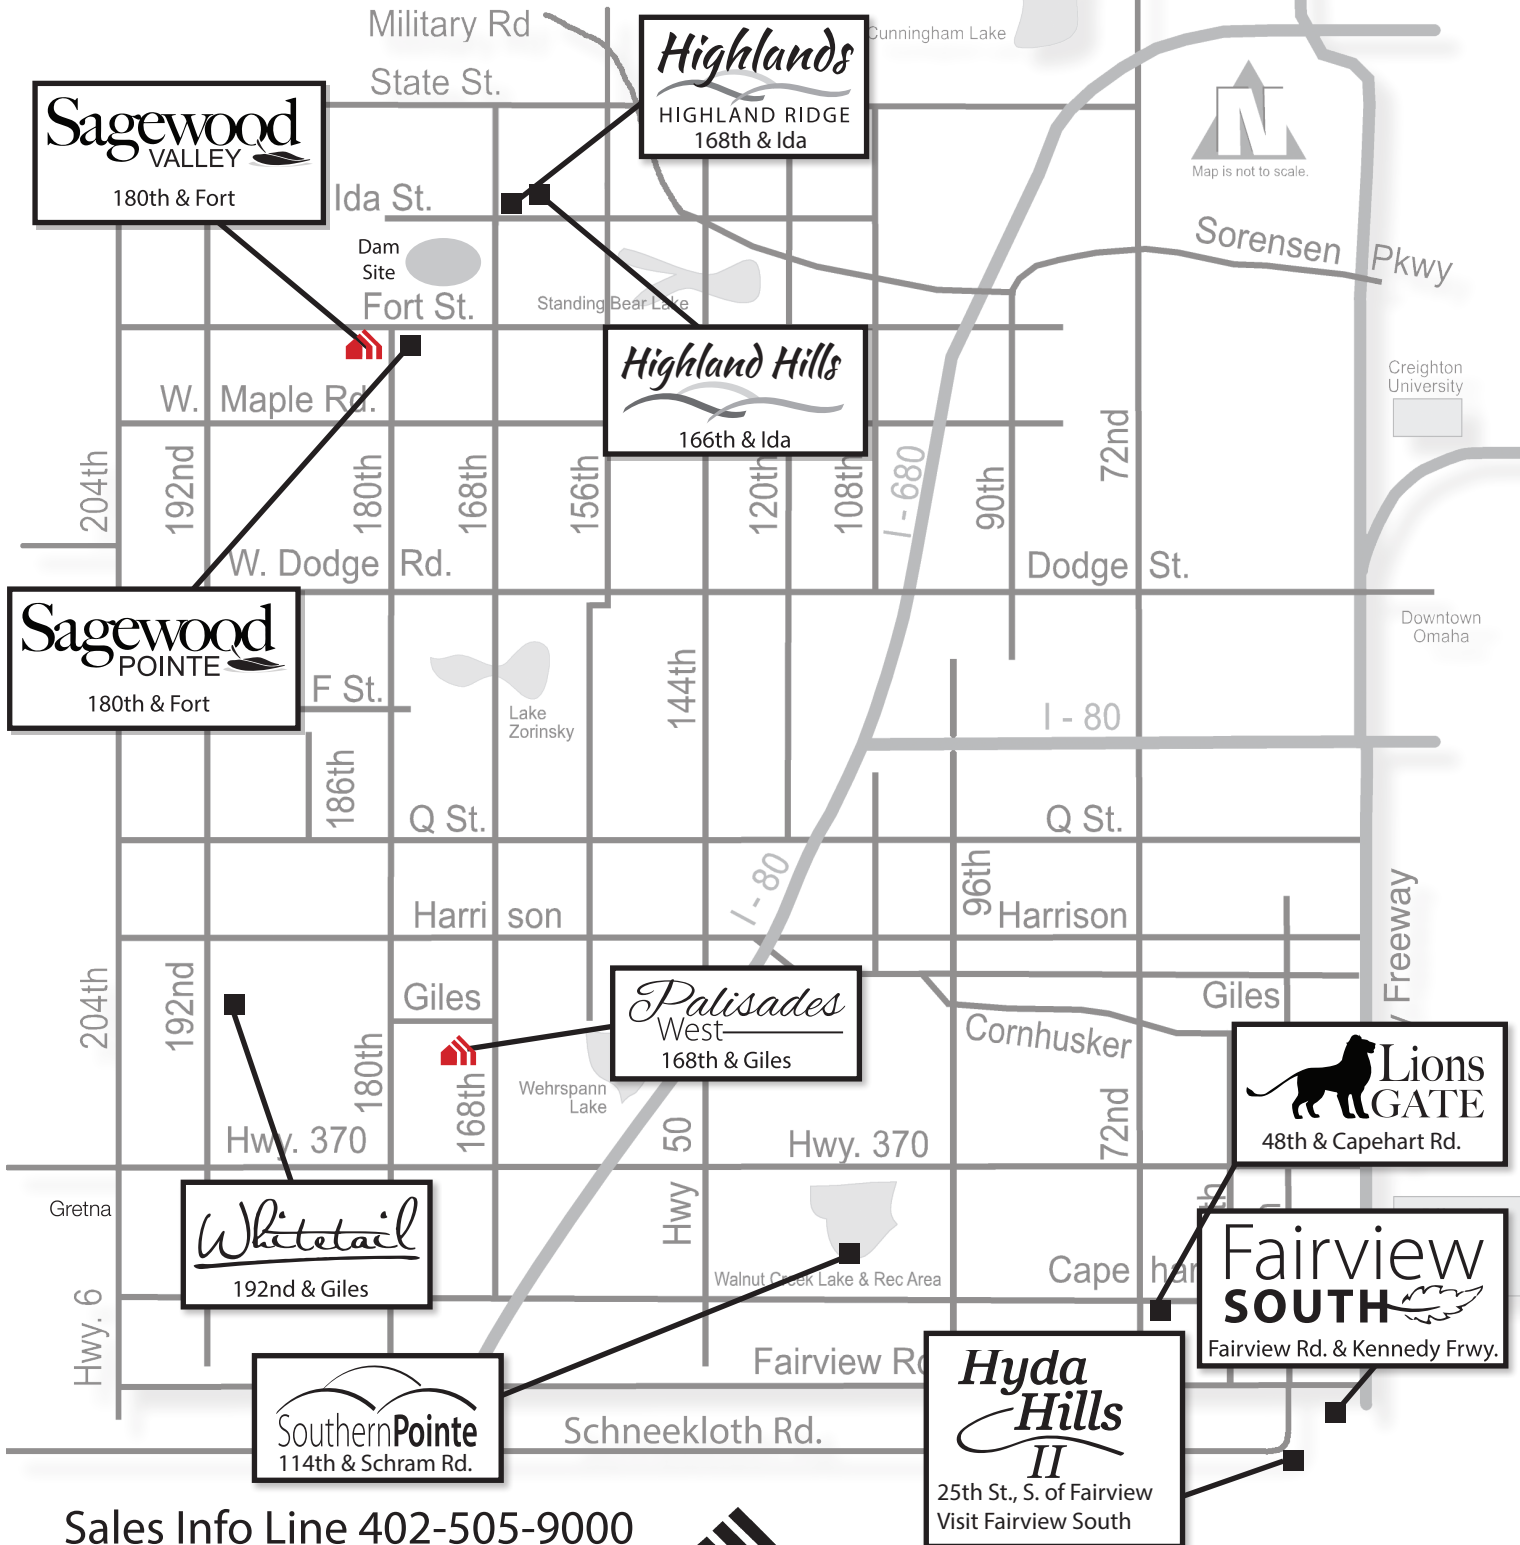 Military Rd
Cunningham Lake
Highlands
HIGHLAND RIDGE
168th & Ida
State St.
Sagewood
VALLEY
180th & Fort
N
Map is not to scale.
Ida St.
Dam
Site
Sorensen Pkwy
Fort St.
Standing Bear Lake
Highland Hills
166th & Ida
Creighton
University
W. Maple Rd.
204th
192nd
180th
168th
156th
120th
108th
I - 680
90th
72nd
W. Dodge Rd.
Dodge St.
Sagewood
POINTE
180th & Fort
Downtown
Omaha
F St.
Lake
Zorinsky
144th
I - 80
186th
Q St.
Q St.
I - 80
96th
Harrison
Harrison
Freeway
204th
192nd
Giles
Palisades
West
168th & Giles
Giles
Cornhusker
180th
168th
Wehrspann
Lake
Lions
GATE
48th & Capehart Rd.
72nd
Hwy. 370
Hwy 50
Hwy. 370
Gretna
Whitetail
192nd & Giles
Walnut Creek Lake & Rec Area
Fairview
SOUTH
Fairview Rd. & Kennedy Frwy.
Hwy. 6
Fairview
Southern Pointe
114th & Schram Rd.
Schneekloth Rd.
Hyda
Hills
II
25th St., S. of Fairview
Visit Fairview South
Sales Info Line 402-505-9000